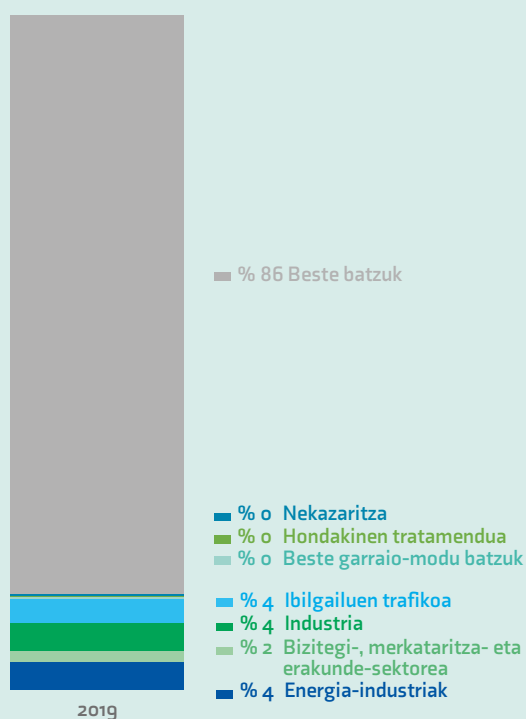 % 86 Beste batzuk
% 0 Nekazaritza
% 0 Hondakinen tratamendua
% 0 Beste garraio-modu batzuk
% 4 Ibilgailuen trafikoa
% 4 Industria
% 2 Bizitegi-, merkataritza- eta
erakunde-sektorea
% 4 Energia-industriak
2019